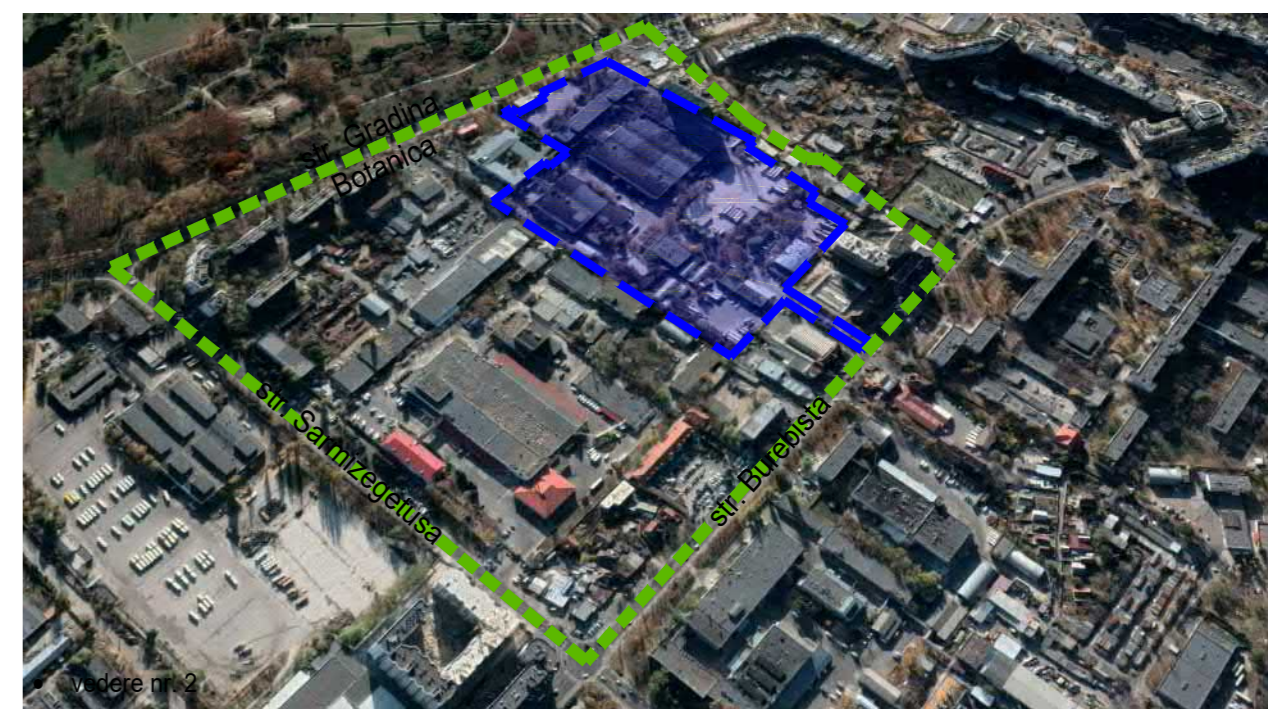 str. Gradina
Botanica
str. Sarmizegetusa
str. Burebista
• vedere nr. 2